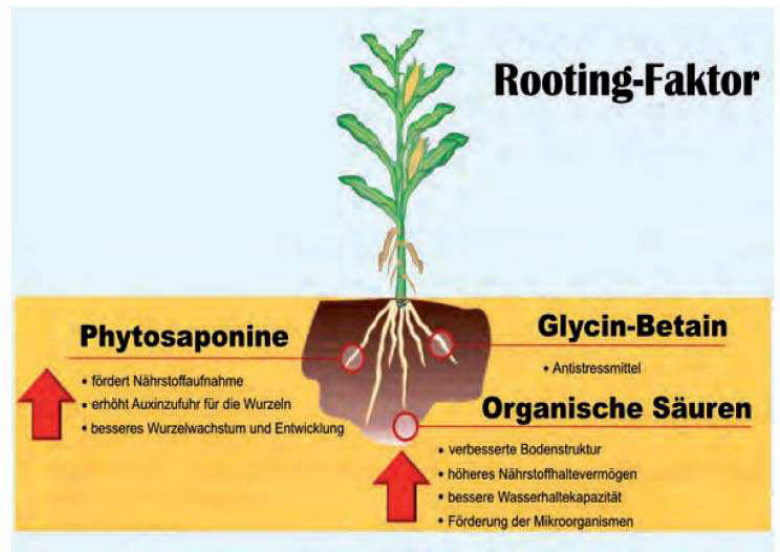 Rooting-Faktor
Phytosaponine
• fördert Nährstoffaufnahme
• erhöht Auxinzufuhr für die Wurzeln
• besseres Wurzelwachstum und Entwicklung
Glycin-Betain
• Antistressmittel
Organische Säuren
• verbesserte Bodenstruktur
• höheres Nährstoffhaltevermögen
• bessere Wasserhaltekapazität
• Förderung der Mikroorganismen